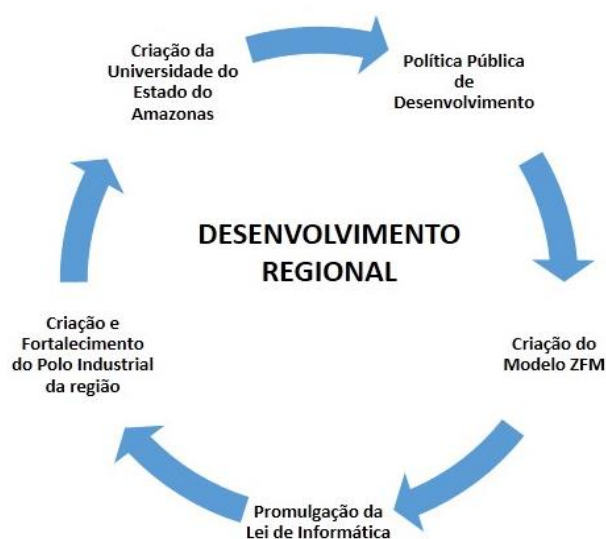 Criação da
Universidade do
Estado do
Amazonas
Política Pública
de
Desenvolvimento
DESENVOLVIMENTO
REGIONAL
Criação e
Fortalecimento
do Polo Industrial
da região
Criação do
Modelo ZFM
Promulgação da
Lei de Informática